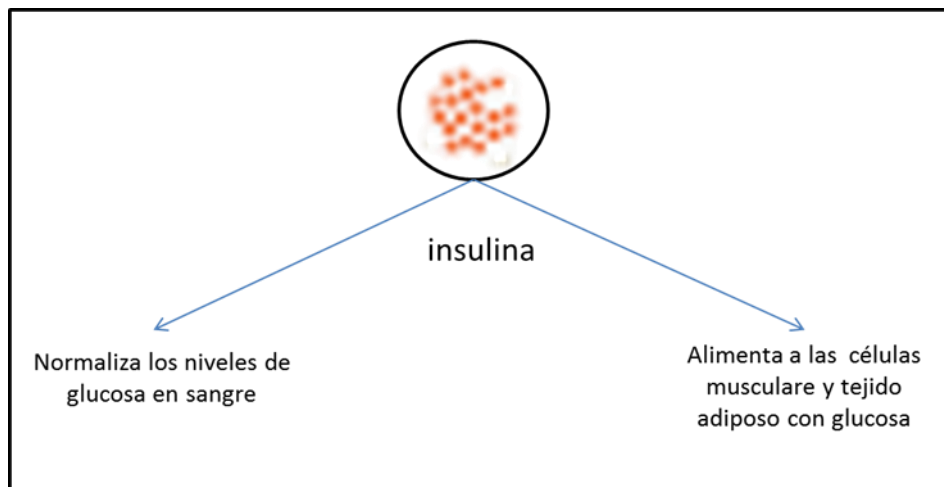 insulina
Normaliza los niveles de
glucosa en sangre
Alimenta a las células
musculare y tejido
adiposo con glucosa